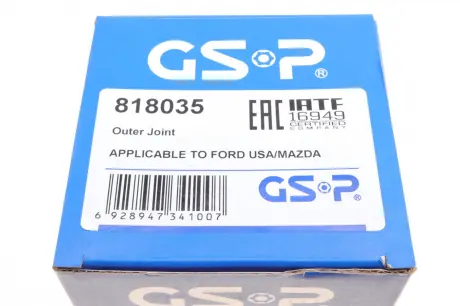 GSP®
818035
EAC IATF
16949
CERTIFIED
COMPANY
Outer Joint
APPLICABLE TO FORD USA/MAZDA
GSP®
6 928947 341007